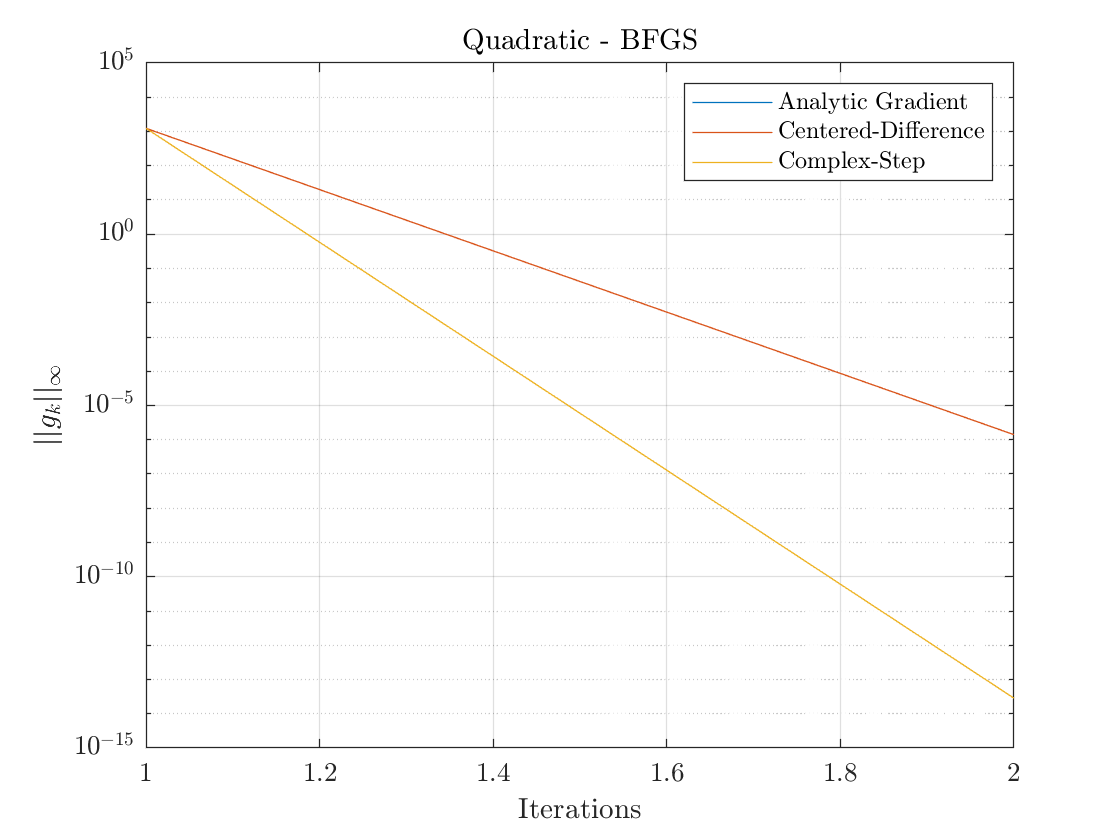 Quadratic - BFGS
10^5
10^0
10^{-5}
10^{-10}
10^{-15}
||g_k||_∞
Analytic Gradient
Centered-Difference
Complex-Step
1 1.2 1.4 1.6 1.8 2
Iterations